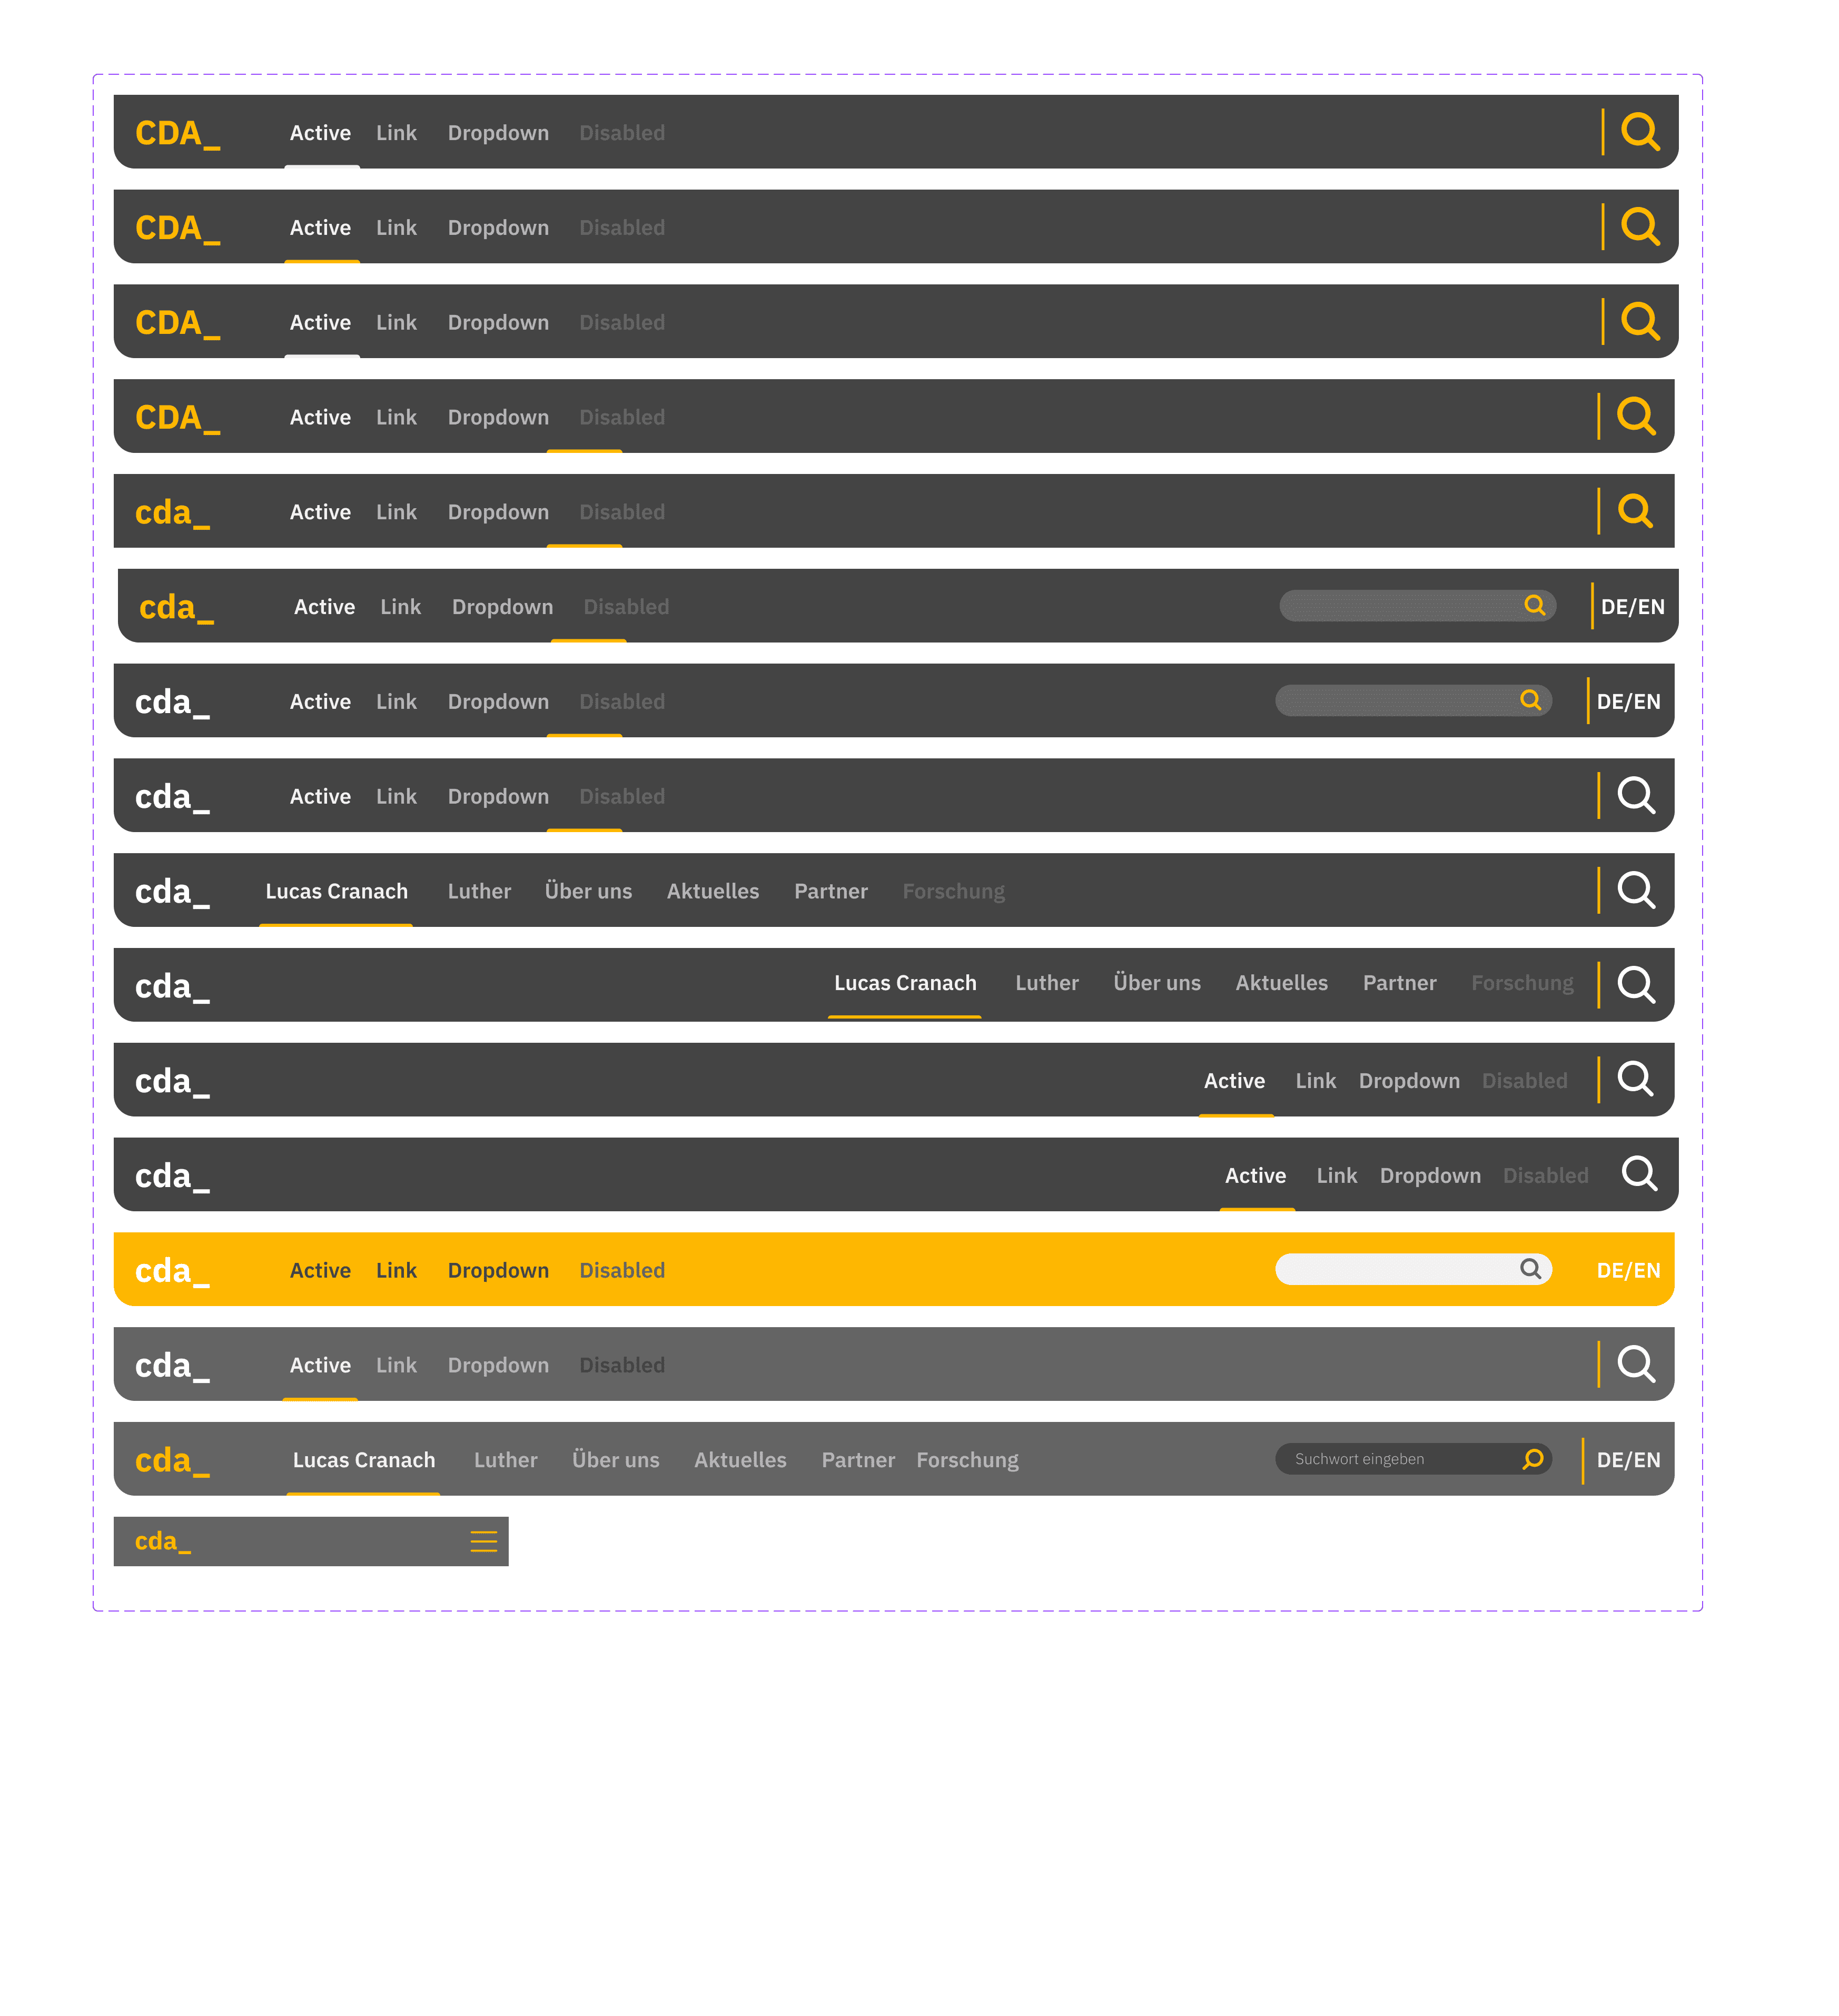 CDA_ Active Link Dropdown Disabled
CDA_ Active Link Dropdown Disabled
CDA_ Active Link Dropdown Disabled
CDA_ Active Link Dropdown Disabled
cda_ Active Link Dropdown Disabled
cda_ Active Link Dropdown Disabled DE/EN
cda_ Active Link Dropdown Disabled DE/EN
cda_ Active Link Dropdown Disabled
cda_ Lucas Cranach Luther Über uns Aktuelles Partner Forschung
cda_ Lucas Cranach Luther Über uns Aktuelles Partner Forschung
cda_ Active Link Dropdown Disabled
cda_ Active Link Dropdown Disabled
cda_ Active Link Dropdown Disabled DE/EN
cda_ Active Link Dropdown Disabled
cda_ Lucas Cranach Luther Über uns Aktuelles Partner Forschung Suchwort eingeben DE/EN
cda_